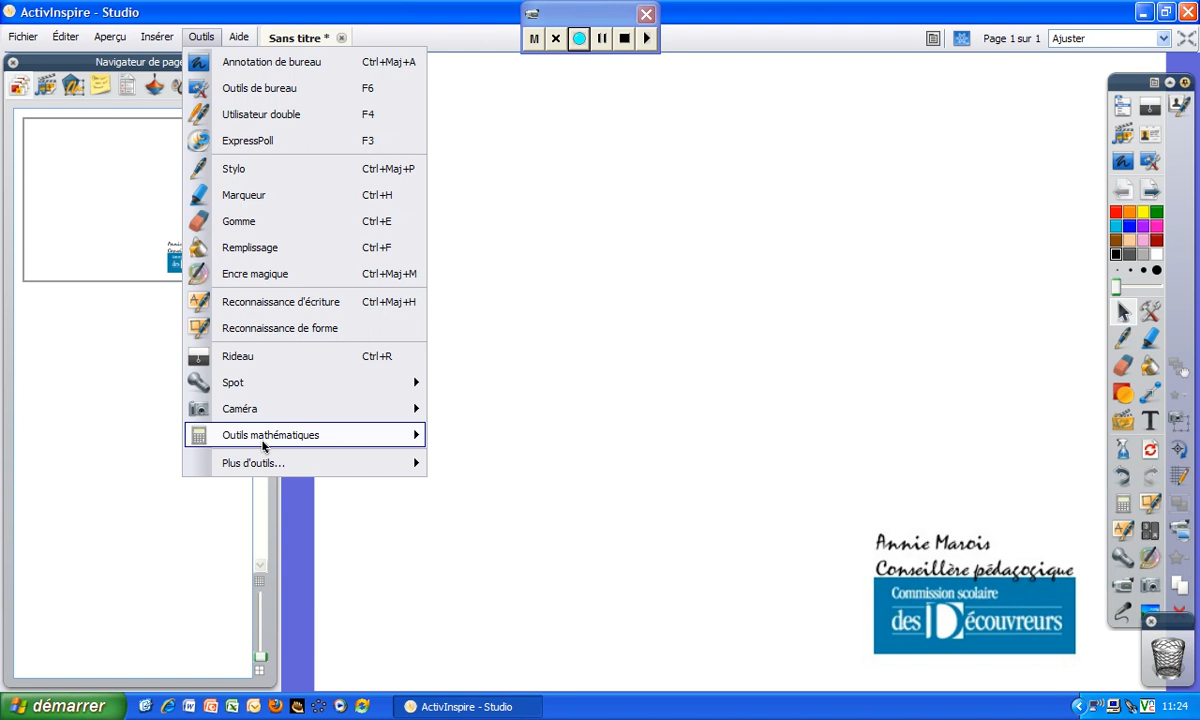 ActivInspire - Studio
Fichier Éditer Aperçu Insérer Outils Aide Sans titre *
M
Page 1 sur 1 Ajuster
Navigateur de page
Annotation de bureau Ctrl+Maj+A
Outils de bureau F6
Utilisateur double F4
ExpressPoll F3
Stylo Ctrl+Maj+P
Marqueur Ctrl+H
Gomme Ctrl+E
Remplissage Ctrl+F
Encre magique Ctrl+Maj+M
Reconnaissance d'écriture Ctrl+Maj+H
Reconnaissance de forme
Rideau Ctrl+R
Spot
Caméra
Outils mathématiques
Plus d'outils...
Annie Marois
Conseillère pédagogique
Commission scolaire
des Découvreurs
démarrer
ActivInspire - Studio
11:24